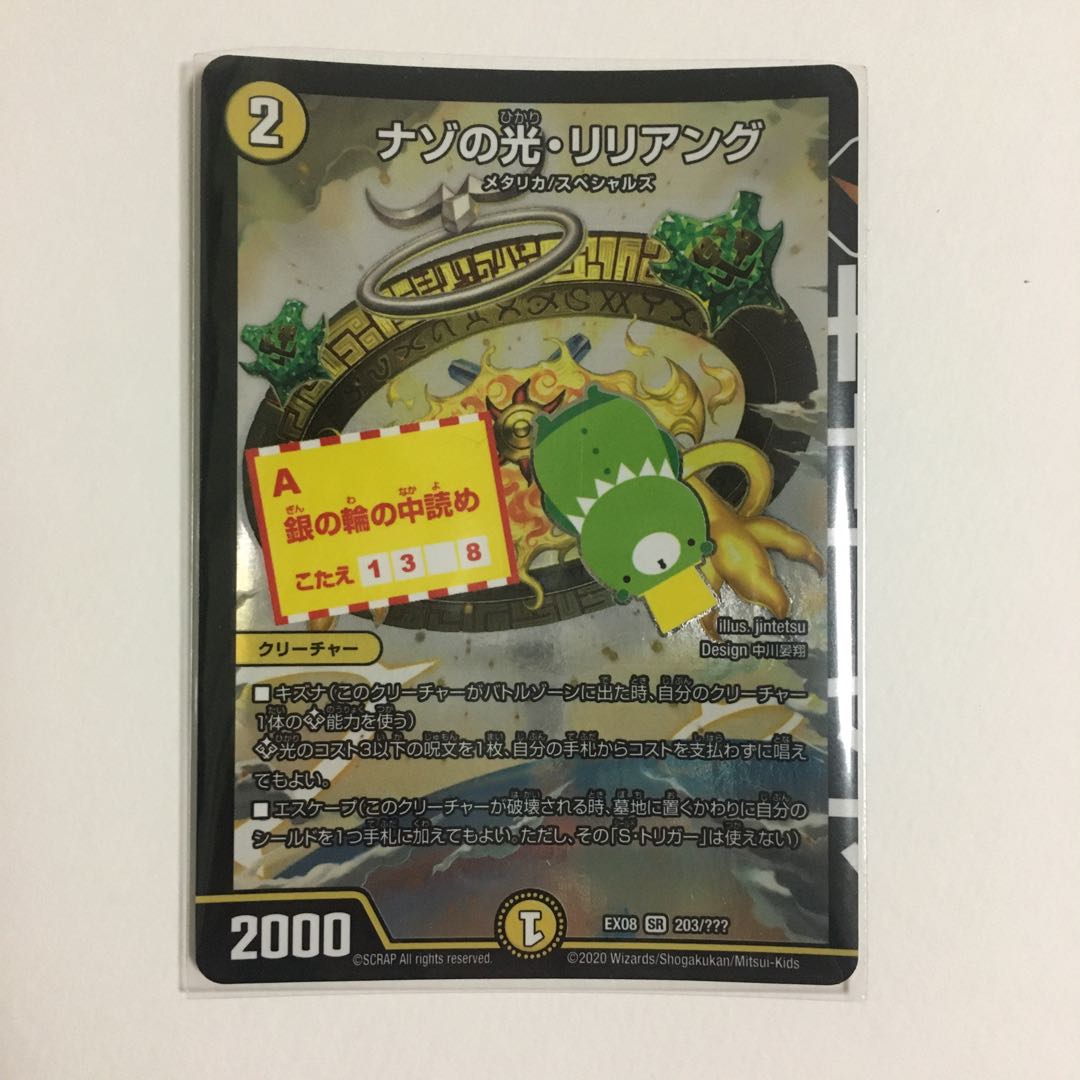 2
ナゾの光・リリアング
ひかり
メタリカ/スペシャルズ
A
銀の輪の中読め
ぎん わ なか よ
こたえ 1 3 8
illus. jintetsu
Design 中川晏翔
クリーチャー
■ キズナ(このクリーチャーがバトルゾーンに出た時、自分のクリーチャー
1体の能力を使う)
光のコスト3以下の呪文を1枚、自分の手札からコストを支払わずに唱え
てもよい。
■ エスケープ(このクリーチャーが破壊される時、墓地に置くかわりに自分の
シールドを1つ手札に加えてもよい。ただし、その「S・トリガー」は使えない)
2000
1
EX08 SR 203/???
©SCRAP All rights reserved.
©2020 Wizards/Shogakukan/Mitsui-Kids